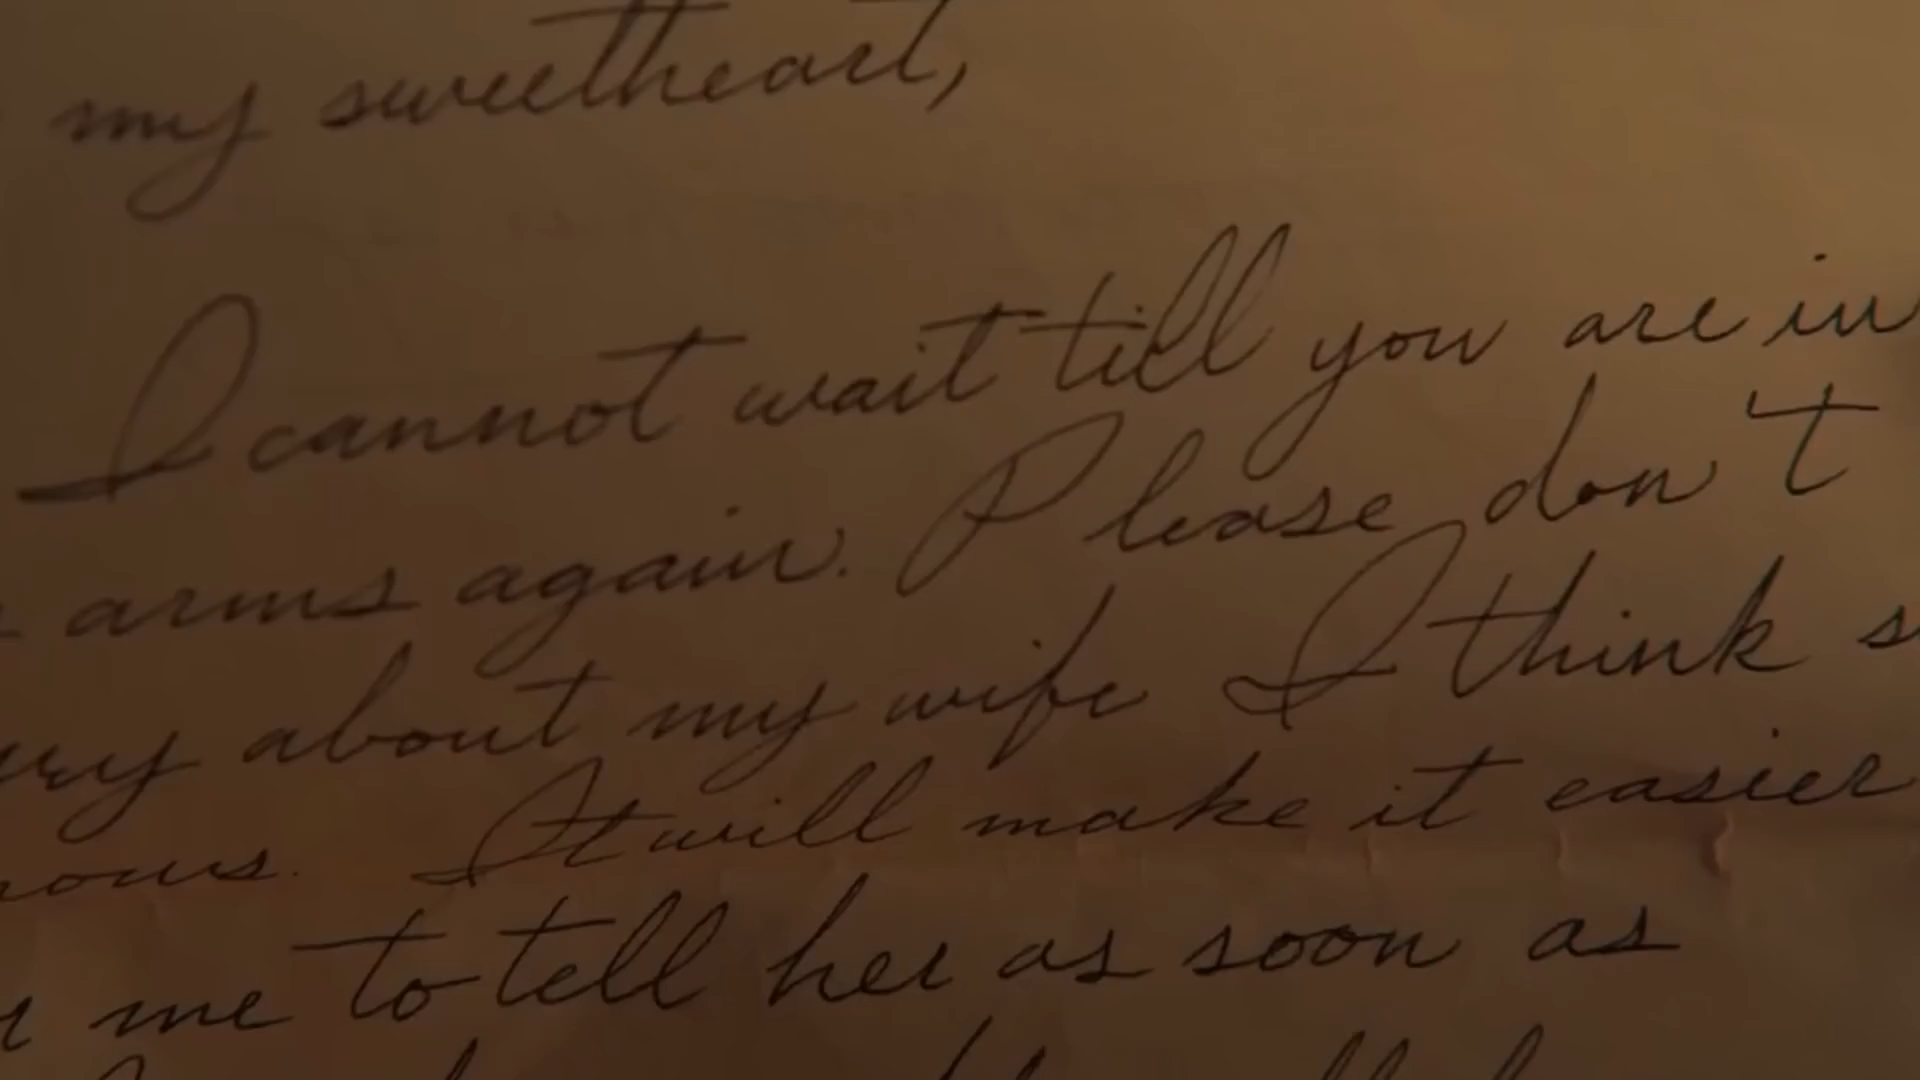 my sweetheart,
I cannot wait till you are in
arms again. Please don't
about my wife I think
It will make it easier
me to tell her as soon as